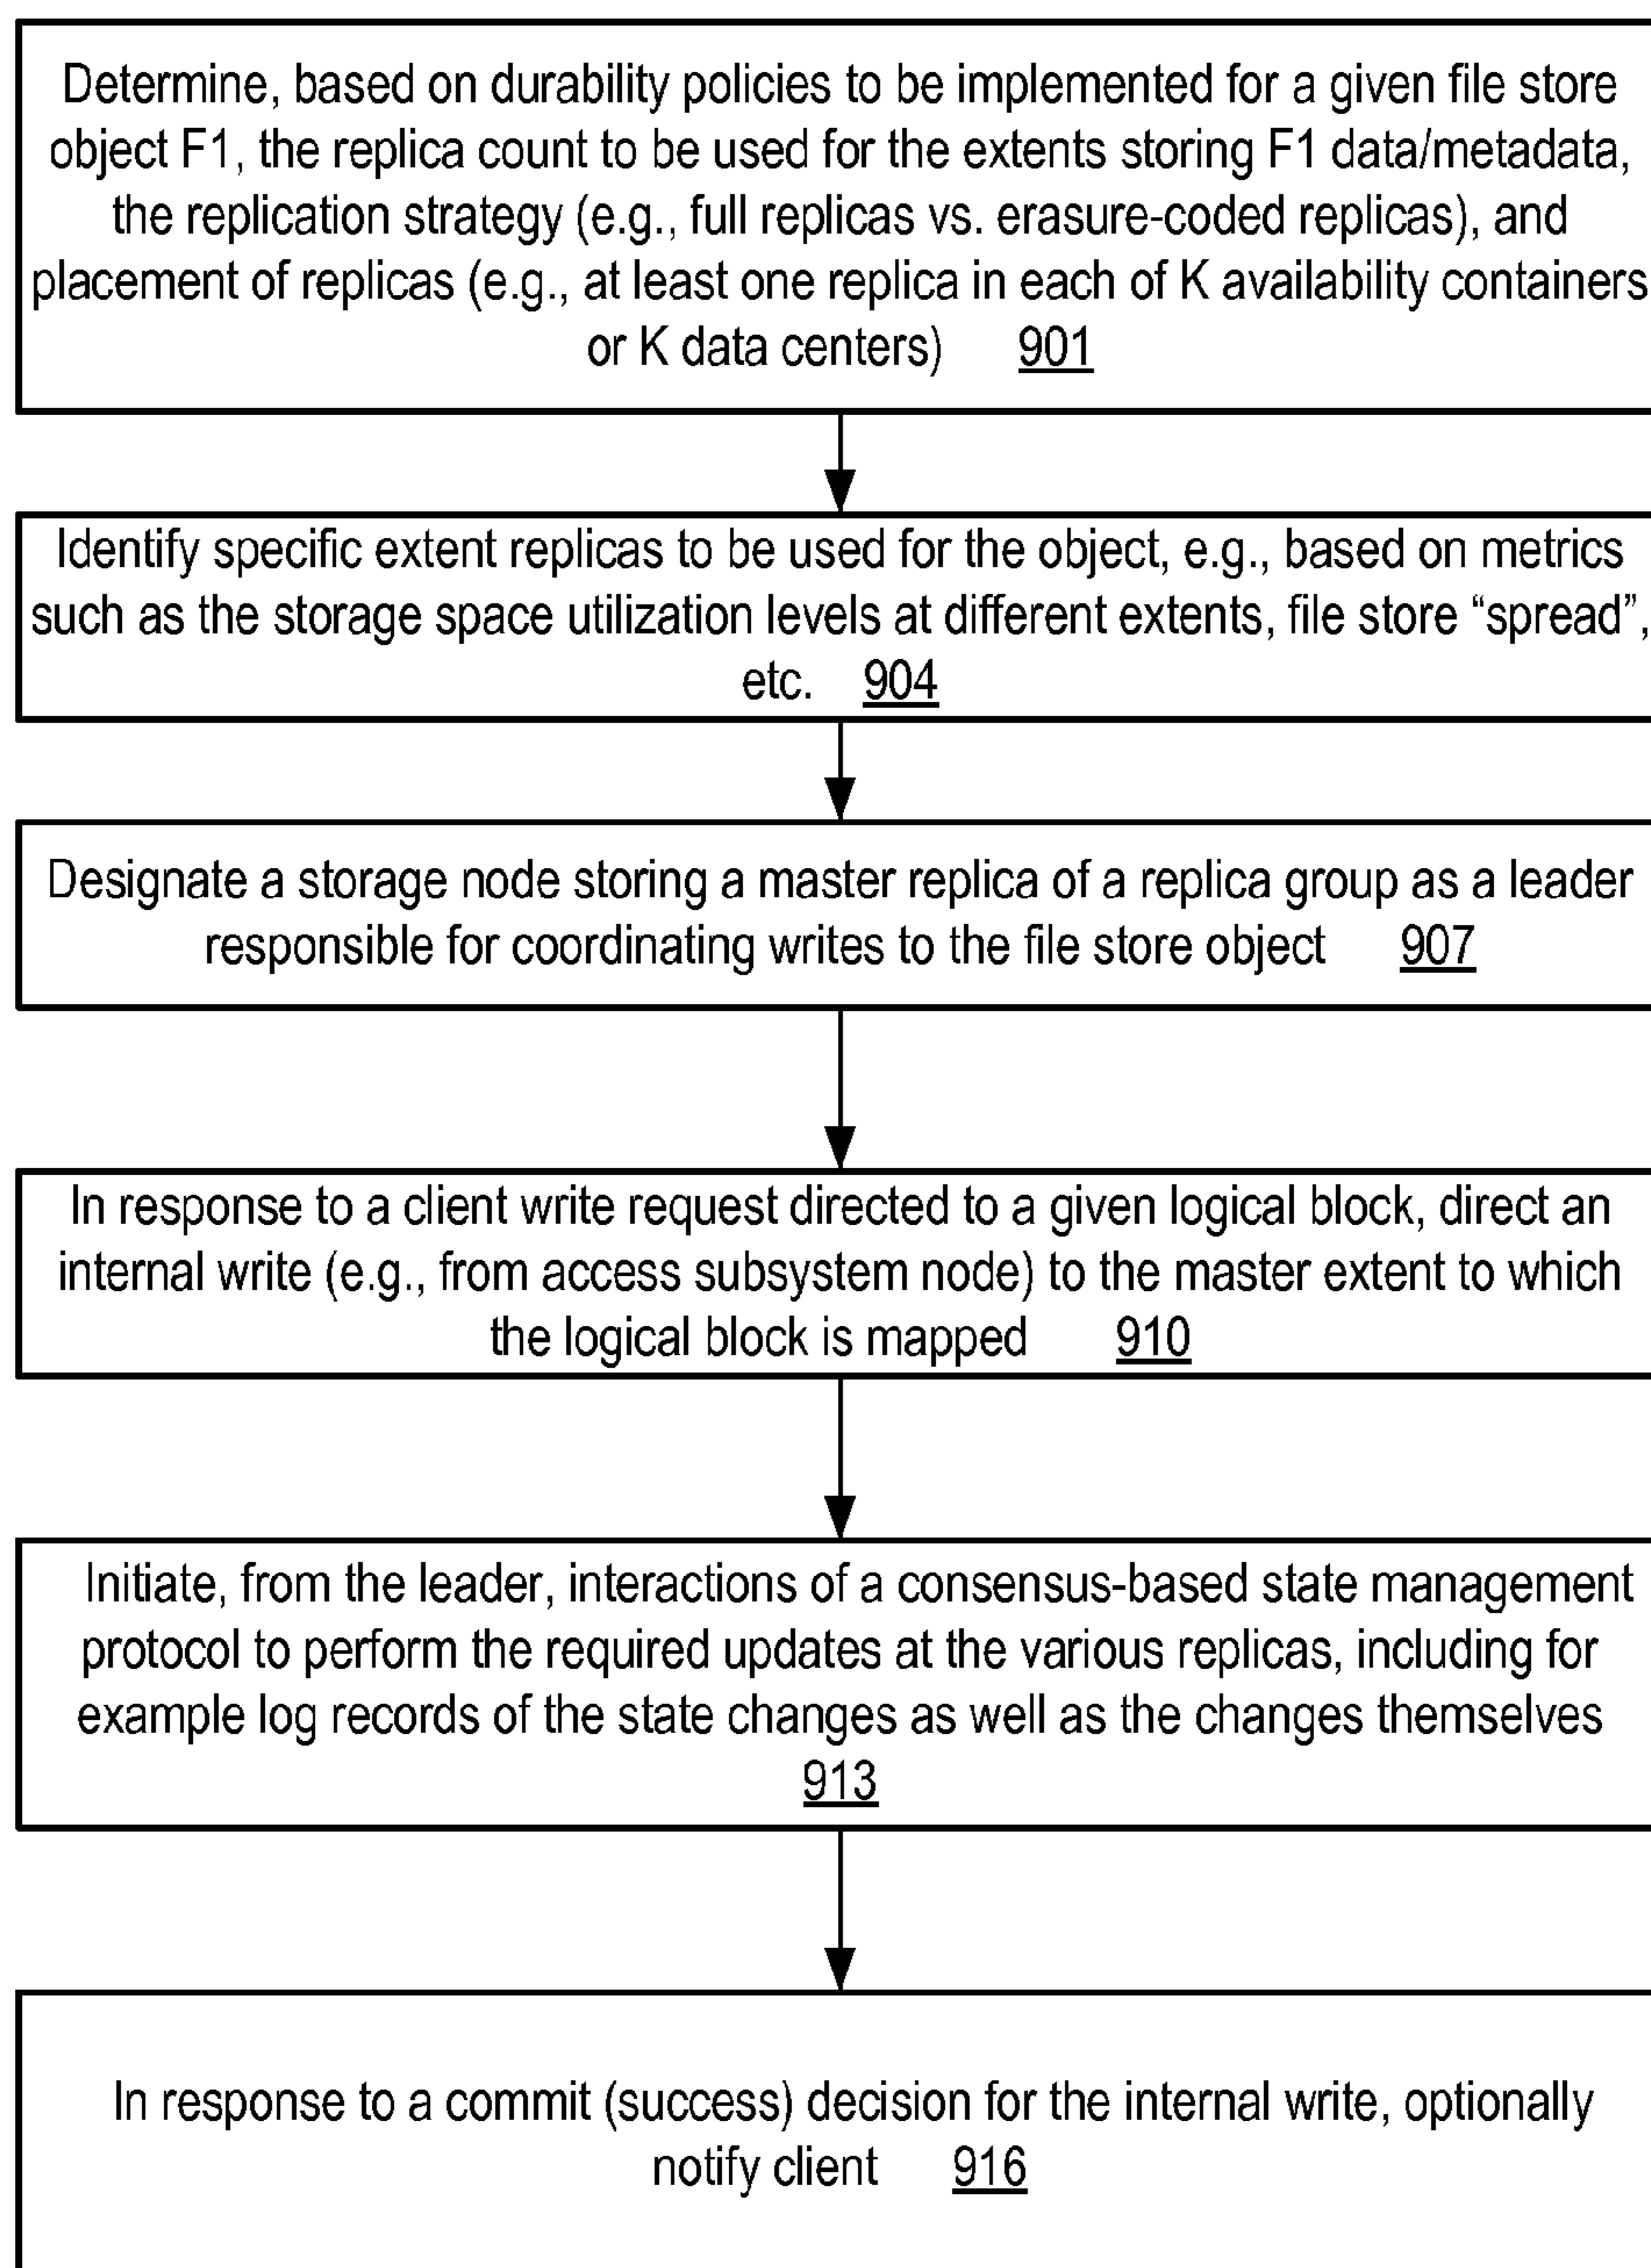 Determine, based on durability policies to be implemented for a given file store
object F1, the replica count to be used for the extents storing F1 data/metadata,
the replication strategy (e.g., full replicas vs. erasure-coded replicas), and
placement of replicas (e.g., at least one replica in each of K availability containers
or K data centers) 901
Identify specific extent replicas to be used for the object, e.g., based on metrics
such as the storage space utilization levels at different extents, file store “spread”,
etc. 904
Designate a storage node storing a master replica of a replica group as a leader
responsible for coordinating writes to the file store object 907
In response to a client write request directed to a given logical block, direct an
internal write (e.g., from access subsystem node) to the master extent to which
the logical block is mapped 910
Initiate, from the leader, interactions of a consensus-based state management
protocol to perform the required updates at the various replicas, including for
example log records of the state changes as well as the changes themselves
913
In response to a commit (success) decision for the internal write, optionally
notify client 916